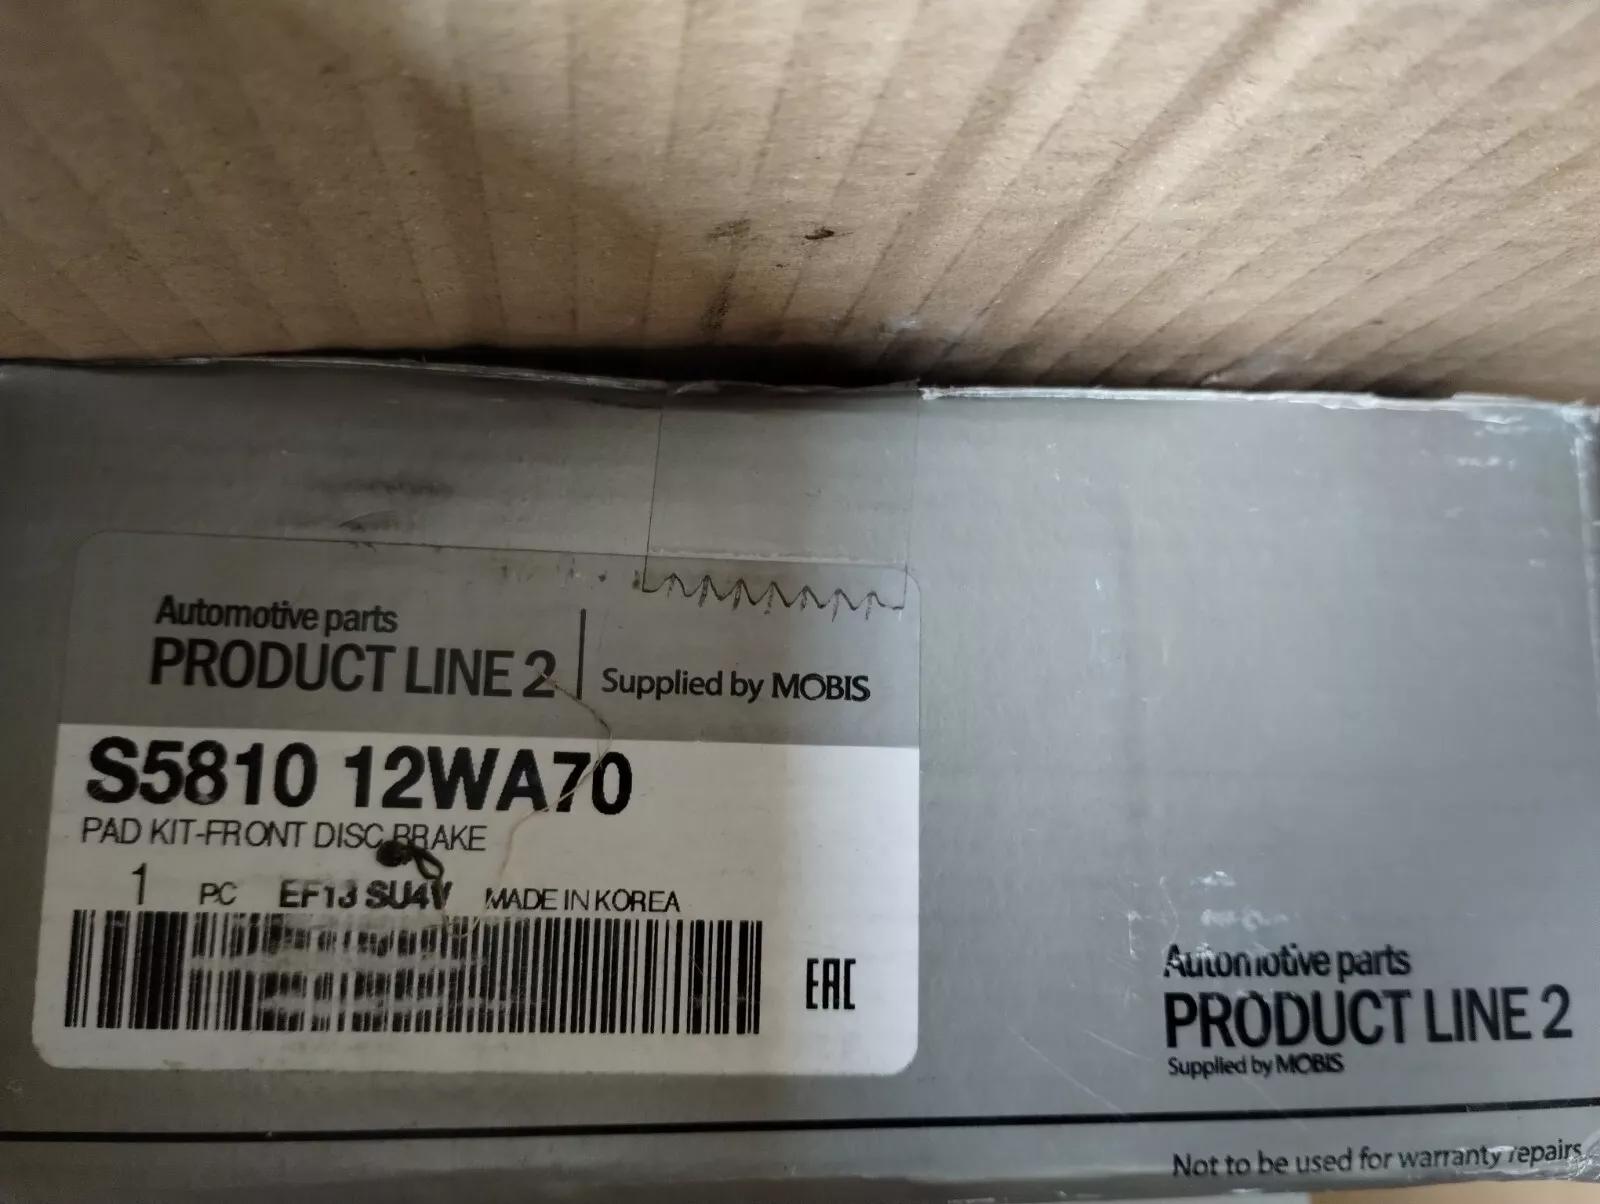 Automotive parts
PRODUCT LINE 2
Supplied by MOBIS
S5810 12WA70
PAD KIT-FRONT DISC BRAKE
1 PC EF13 SU4V MADE IN KOREA
EAC
Automotive parts
PRODUCT LINE 2
Supplied by MOBIS
Not to be used for warranty repairs